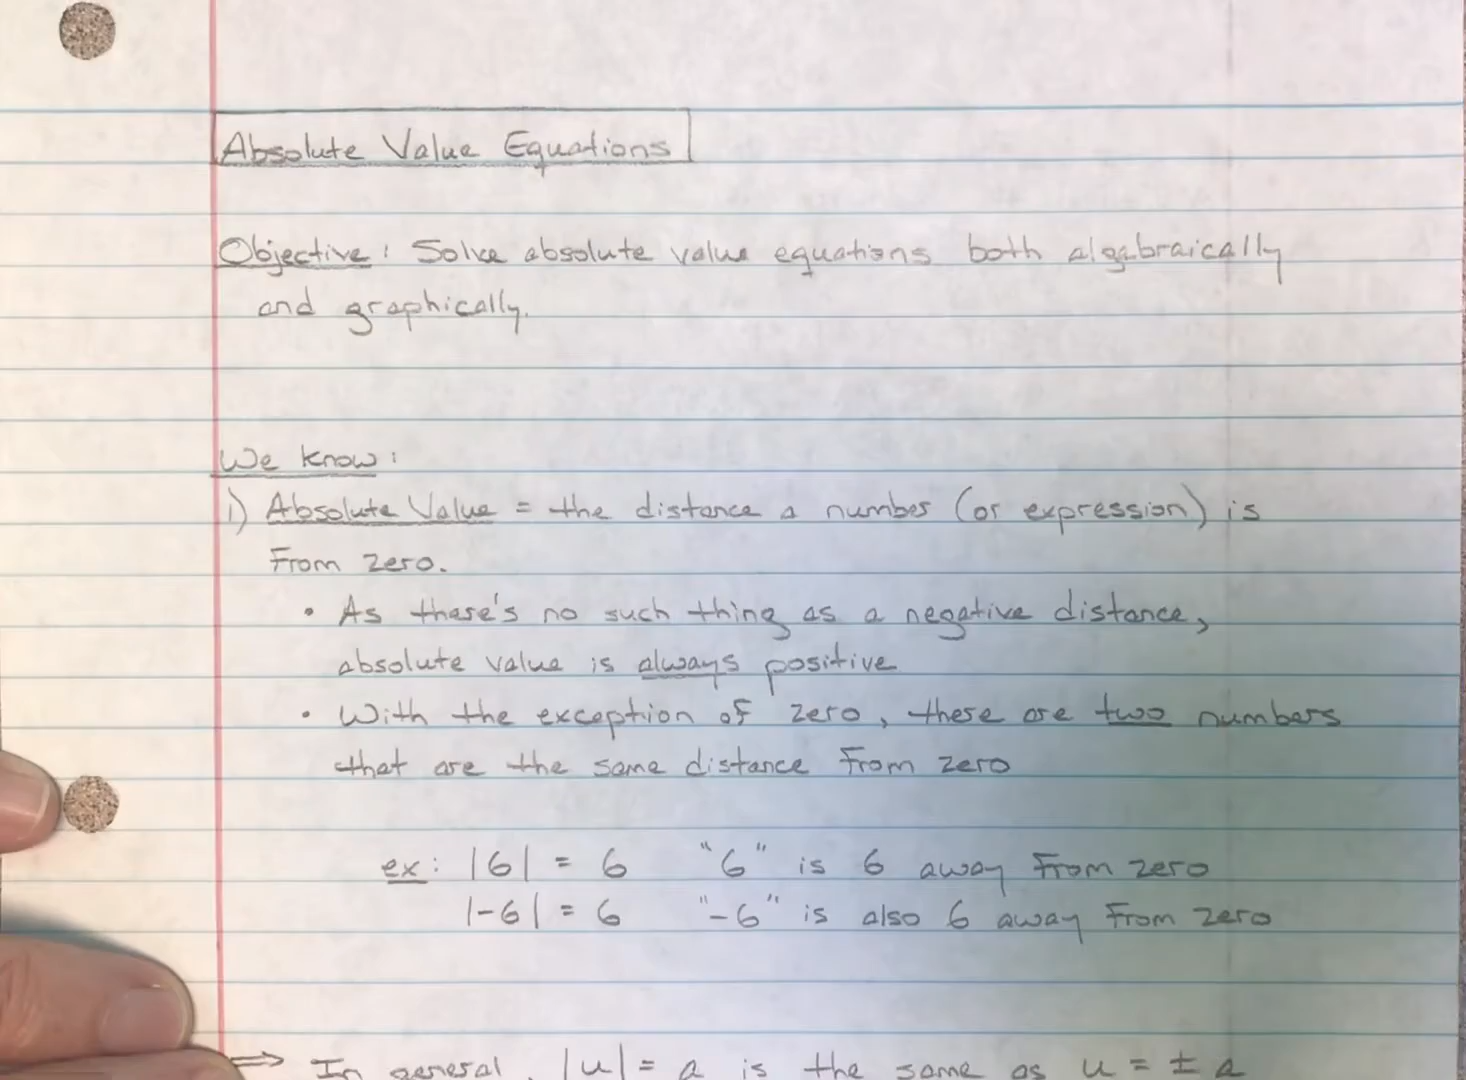 Absolute Value Equations
Objective: Solve absolute value equations both algebraically
and graphically.
We know:
1) Absolute Value = the distance a number (or expression) is
from zero.
• As there's no such thing as a negative distance,
absolute value is always positive
• With the exception of zero, there are two numbers
that are the same distance from zero
ex: |6| = 6 "6" is 6 away from zero
|-6| = 6 "-6" is also 6 away from zero
⇒ In general, |u| = a is the same as u = ± a